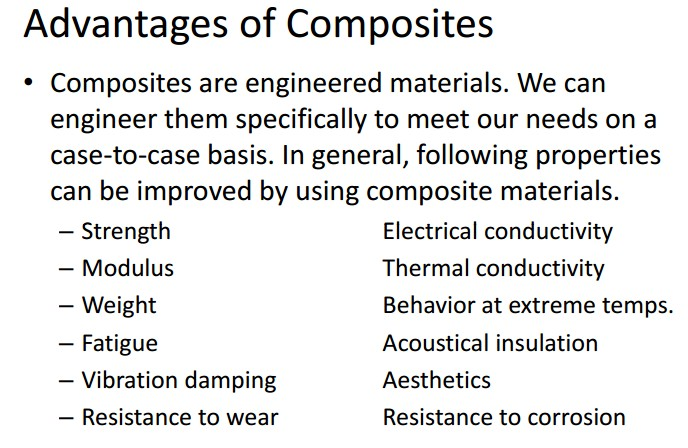 Advantages of Composites
• Composites are engineered materials. We can
engineer them specifically to meet our needs on a
case-to-case basis. In general, following properties
can be improved by using composite materials.
– Strength Electrical conductivity
– Modulus Thermal conductivity
– Weight Behavior at extreme temps.
– Fatigue Acoustical insulation
– Vibration damping Aesthetics
– Resistance to wear Resistance to corrosion